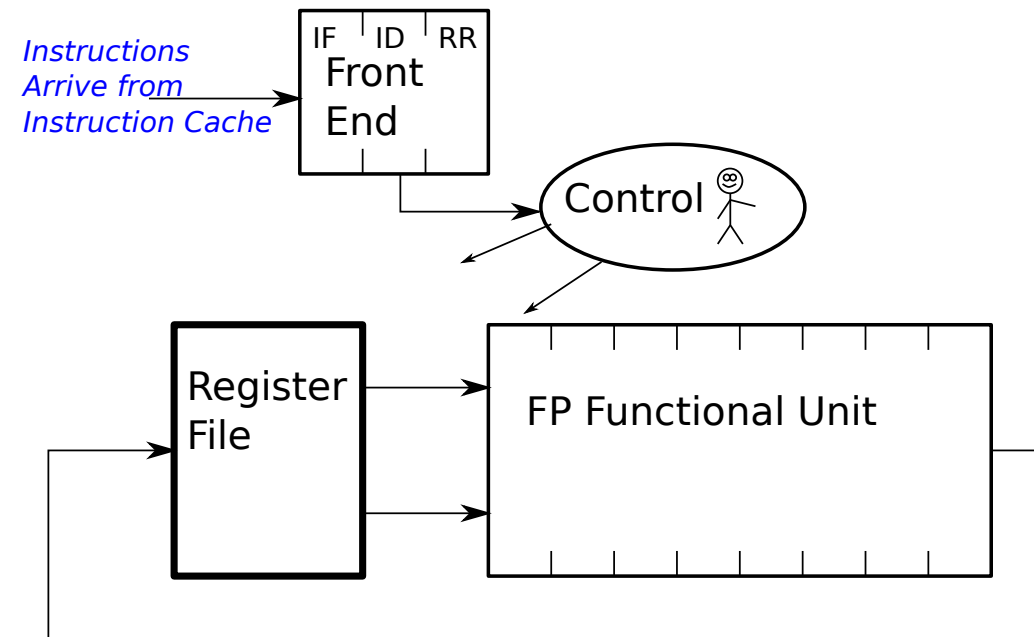 Instructions
Arrive from
Instruction Cache
IF ID RR
Front
End
Control
Register
File
FP Functional Unit